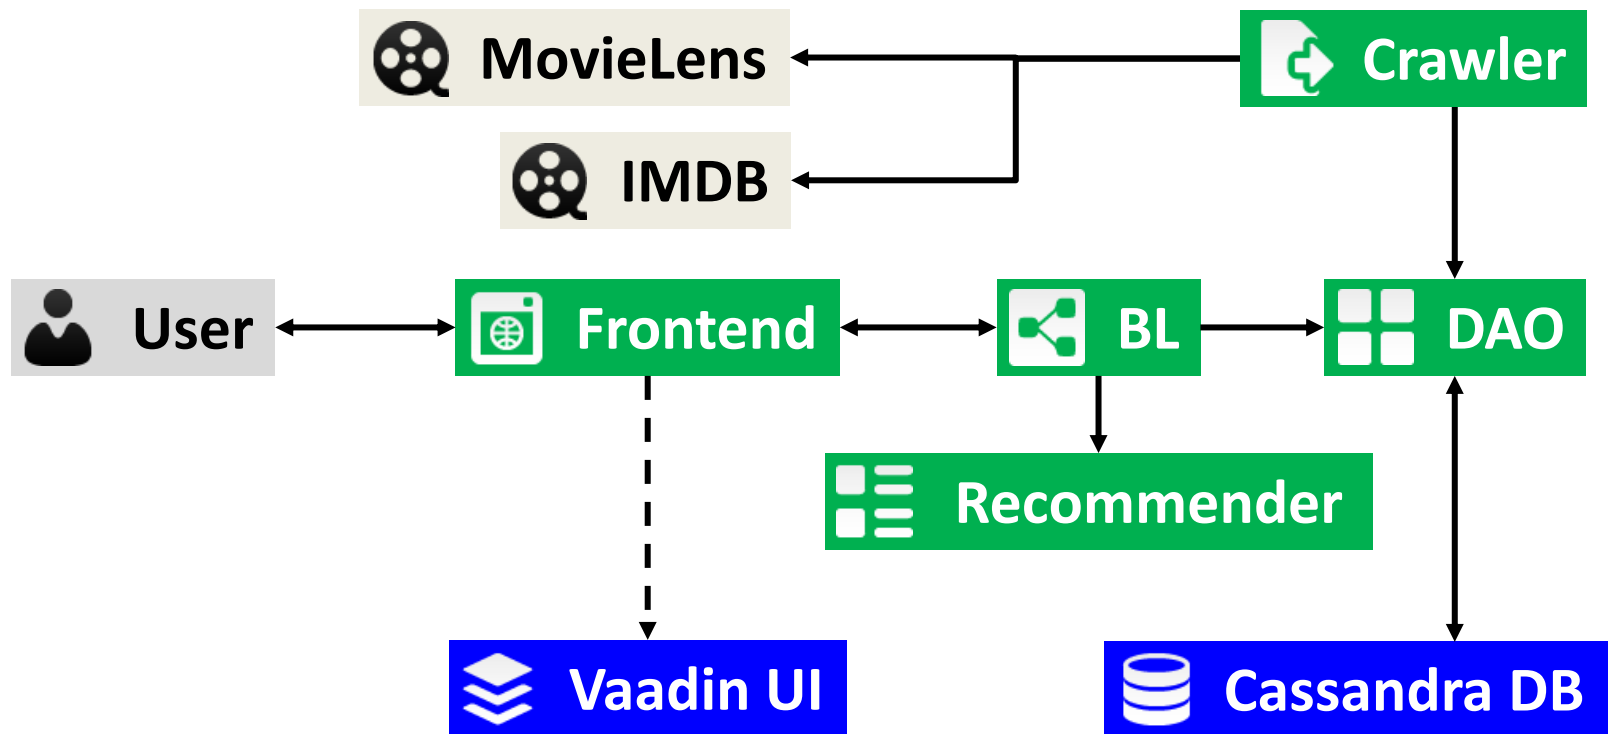 MovieLens
Crawler
IMDB
User
Frontend
BL
DAO
Recommender
Vaadin UI
Cassandra DB